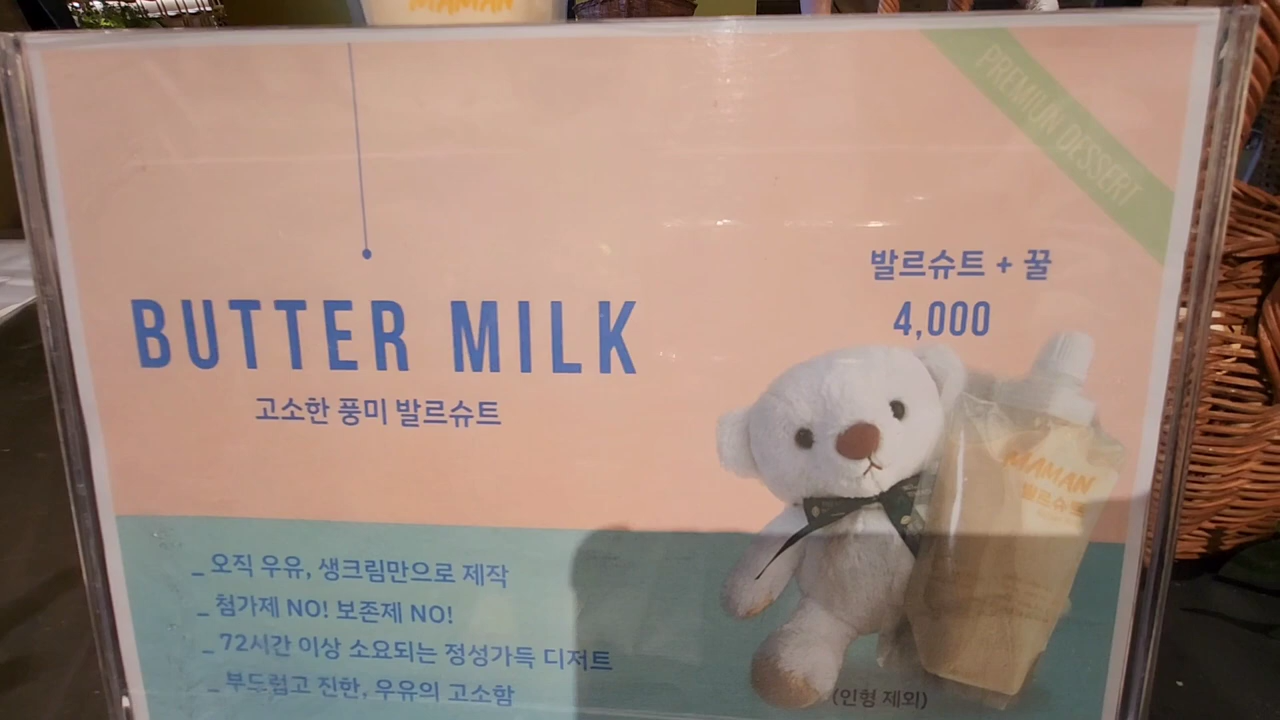 MAMAN
PREMIUN DESSERT
발르슈트 + 꿀
4,000
BUTTER MILK
고소한 풍미 발르슈트
MAMAN
발르슈트
_ 오직 우유, 생크림만으로 제작
_ 첨가제 NO! 보존제 NO!
_ 72시간 이상 소요되는 정성가득 디저트
_ 부드럽고 진한, 우유의 고소함
(인형 제외)